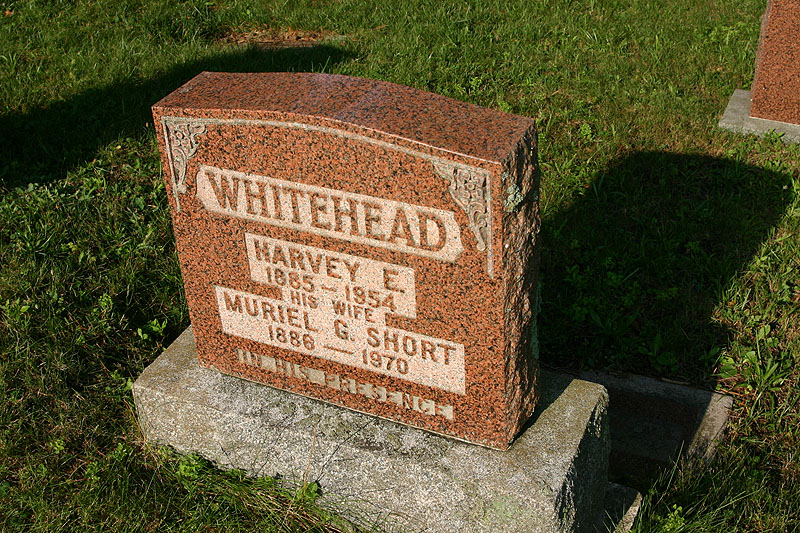 WHITEHEAD
HARVEY E.
1885 — 1954
HIS WIFE
MURIEL G. SHORT
1886 — 1970
IN HIS PRESENCE